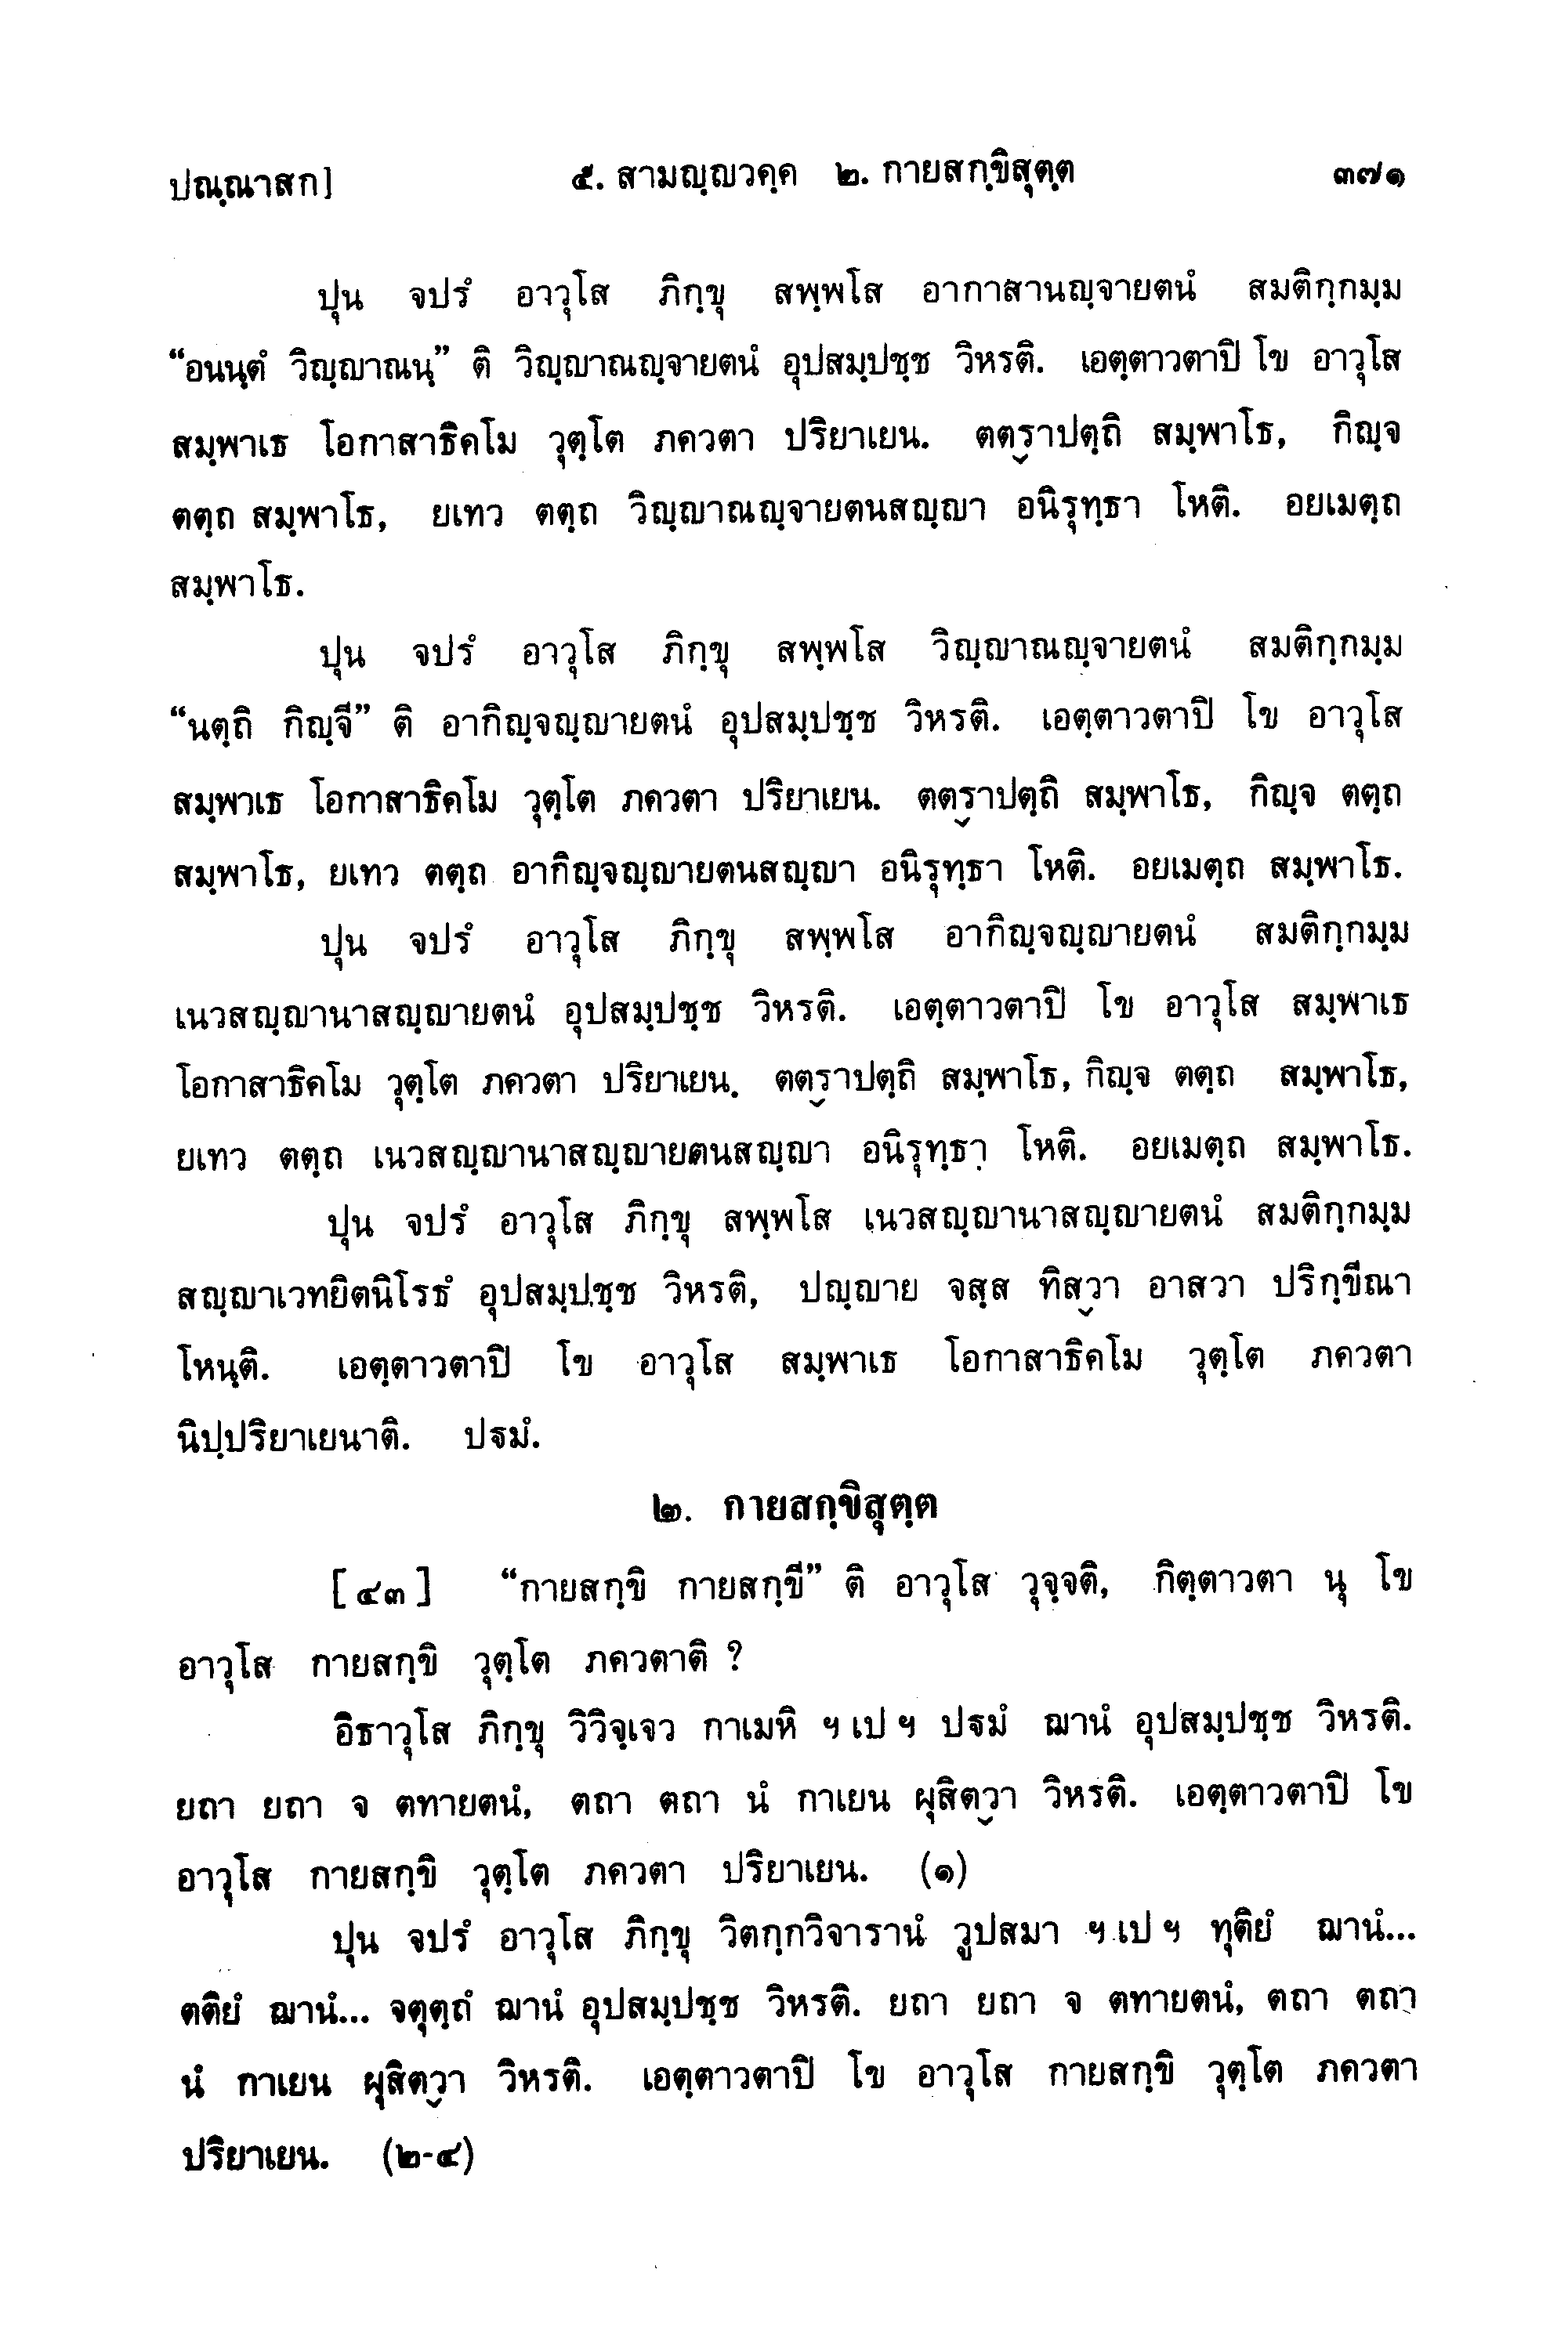 ปณฺณาสก] ๕. สามญฺญวคฺค ๒. กายสกฺขิสุตฺต ๓๗๑
ปุน จปรํ อาวุโส ภิกฺขุ สพฺพโส อากาสานญฺจายตนํ สมติกฺกมฺม
“อนนฺตํ วิญฺญาณนฺ” ติ วิญฺญาณญฺจายตนํ อุปสมฺปชฺช วิหรติ. เอตฺตาวตาปิ โข อาวุโส
สมฺพาเธ โอกาสาธิคโม วุตฺโต ภควตา ปริยาเยน. ตตฺราปตฺถิ สมฺพาโธ, กิญฺจ
ตตฺถ สมฺพาโธ, ยเทว ตตฺถ วิญฺญาณญฺจายตนสญฺญา อนิรุทฺธา โหติ. อยเมตฺถ
สมฺพาโธ.
ปุน จปรํ อาวุโส ภิกฺขุ สพฺพโส วิญฺญาณญฺจายตนํ สมติกฺกมฺม
“นตฺถิ กิญฺจี” ติ อากิญฺจญฺญายตนํ อุปสมฺปชฺช วิหรติ. เอตฺตาวตาปิ โข อาวุโส
สมฺพาเธ โอกาสาธิคโม วุตฺโต ภควตา ปริยาเยน. ตตฺราปตฺถิ สมฺพาโธ, กิญฺจ ตตฺถ
สมฺพาโธ, ยเทว ตตฺถ อากิญฺจญฺญายตนสญฺญา อนิรุทฺธา โหติ. อยเมตฺถ สมฺพาโธ.
ปุน จปรํ อาวุโส ภิกฺขุ สพฺพโส อากิญฺจญฺญายตนํ สมติกฺกมฺม
เนวสญฺญานาสญฺญายตนํ อุปสมฺปชฺช วิหรติ. เอตฺตาวตาปิ โข อาวุโส สมฺพาเธ
โอกาสาธิคโม วุตฺโต ภควตา ปริยาเยน. ตตฺราปตฺถิ สมฺพาโธ, กิญฺจ ตตฺถ สมฺพาโธ,
ยเทว ตตฺถ เนวสญฺญานาสญฺญายตนสญฺญา อนิรุทฺธา โหติ. อยเมตฺถ สมฺพาโธ.
ปุน จปรํ อาวุโส ภิกฺขุ สพฺพโส เนวสญฺญานาสญฺญายตนํ สมติกฺกมฺม
สญฺญาเวทยิตนิโรธํ อุปสมฺปชฺช วิหรติ, ปญฺญาย จสฺส ทิสฺวา อาสวา ปริกฺขีณา
โหนฺติ. เอตฺตาวตาปิ โข อาวุโส สมฺพาเธ โอกาสาธิคโม วุตฺโต ภควตา
นิปฺปริยาเยนาติ. ปฐมํ.
๒. กายสกฺขิสุตฺต
[๔๓] “กายสกฺขิ กายสกฺขี” ติ อาวุโส วุจฺจติ, กิตฺตาวตา นุ โข
อาวุโส กายสกฺขิ วุตฺโต ภควตาติ ?
อิธาวุโส ภิกฺขุ วิวิจฺเจว กาเมหิ ฯ เป ฯ ปฐมํ ฌานํ อุปสมฺปชฺช วิหรติ.
ยถา ยถา จ ตทายตนํ, ตถา ตถา นํ กาเยน ผุสิตฺวา วิหรติ. เอตฺตาวตาปิ โข
อาวุโส กายสกฺขิ วุตฺโต ภควตา ปริยาเยน. (๑)
ปุน จปรํ อาวุโส ภิกฺขุ วิตกฺกวิจารานํ วูปสมา ฯ เป ฯ ทุติยํ ฌานํ...
ตติยํ ฌานํ... จตุตฺถํ ฌานํ อุปสมฺปชฺช วิหรติ. ยถา ยถา จ ตทายตนํ, ตถา ตถา
นํ กาเยน ผุสิตฺวา วิหรติ. เอตฺตาวตาปิ โข อาวุโส กายสกฺขิ วุตฺโต ภควตา
ปริยาเยน. (๒-๔)